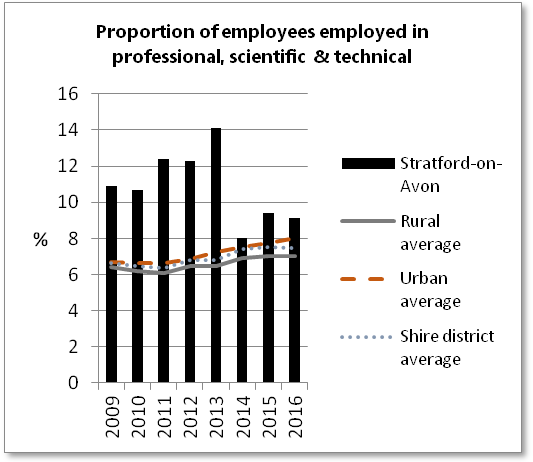 Proportion of employees employed in
professional, scientific & technical
16
14
12
10
8
6
4
2
0
%
2009
2010
2011
2012
2013
2014
2015
2016
Stratford-on-
Avon
Rural
average
Urban
average
Shire district
average